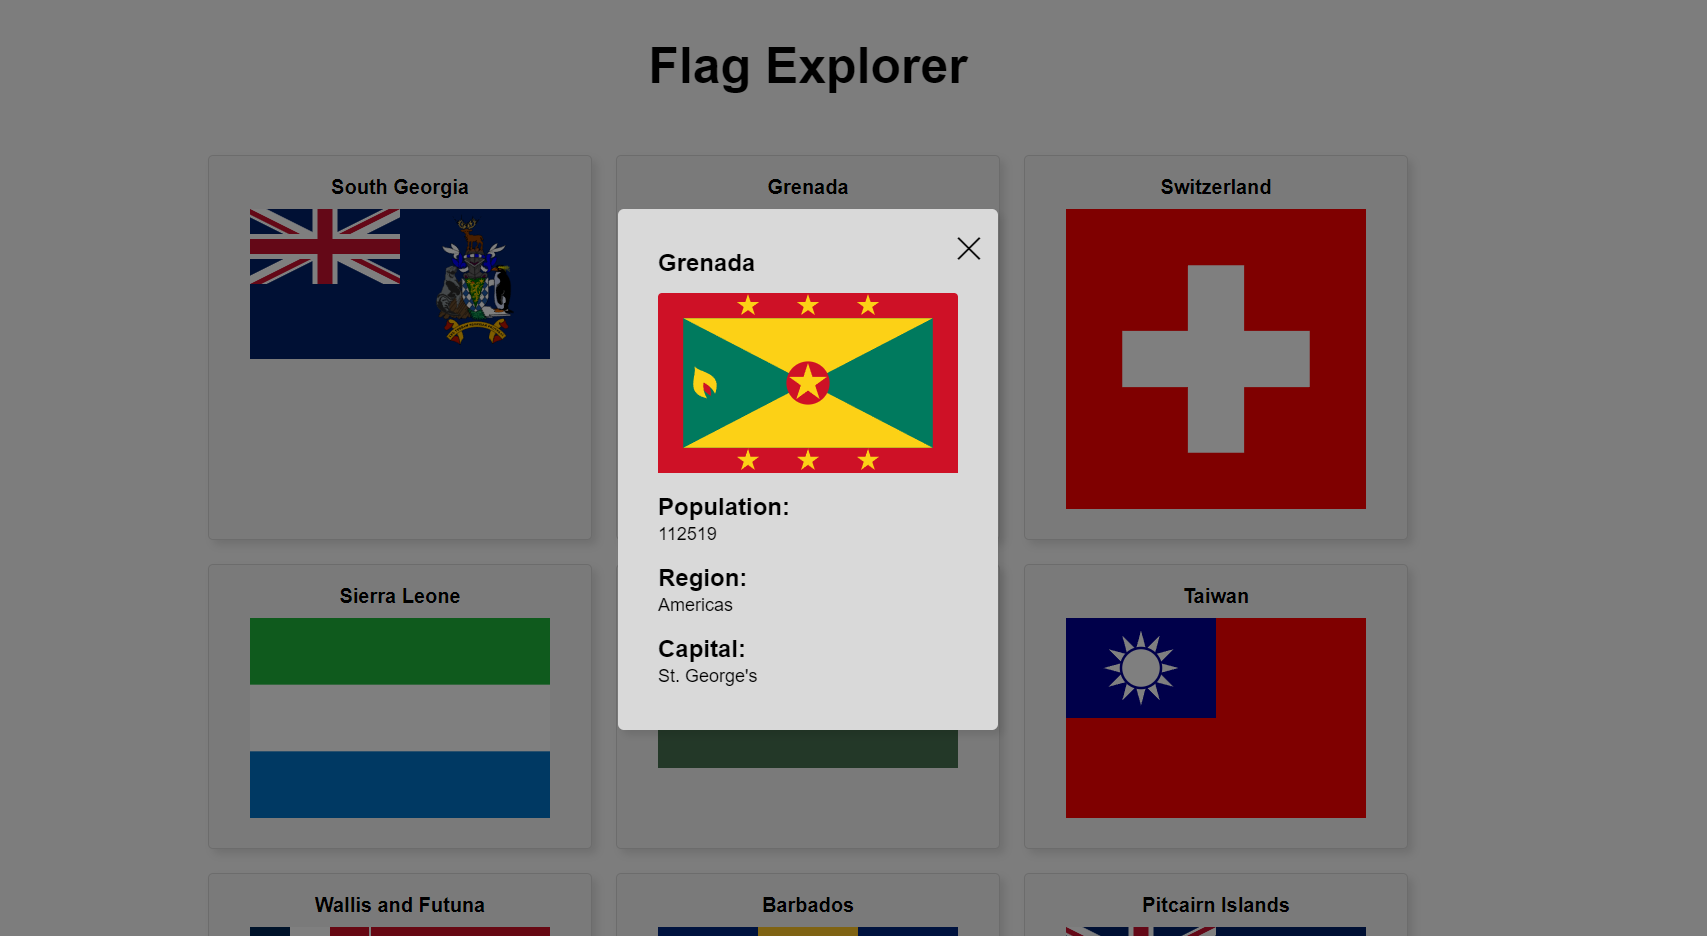 Flag Explorer
South Georgia
Grenada
Switzerland
Grenada
Population:
112519
Region:
Americas
Capital:
St. George's
Sierra Leone
Taiwan
Wallis and Futuna
Barbados
Pitcairn Islands